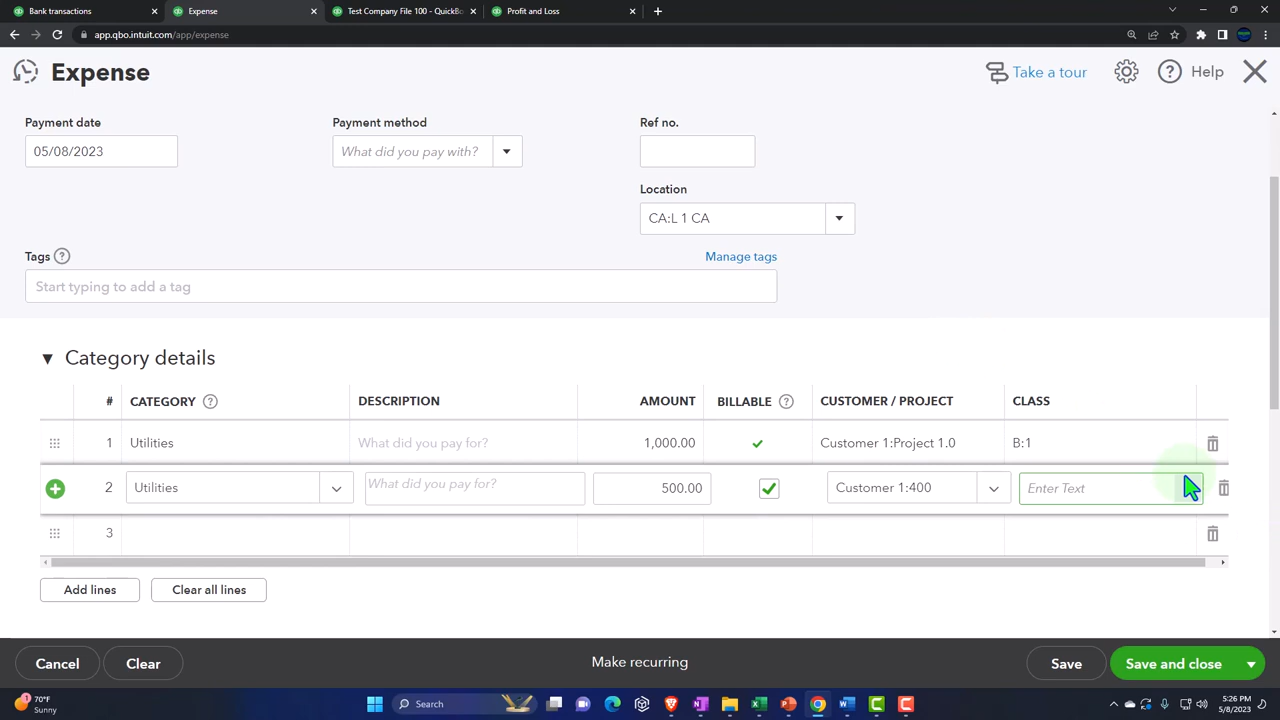 Bank transactions
Expense
Test Company File 100 - QuickBo
Profit and Loss
app.qbo.intuit.com/app/expense
Expense
Take a tour
Help
Payment date
Payment method
Ref no.
05/08/2023
What did you pay with?
Location
CA:L 1 CA
Tags
Manage tags
Start typing to add a tag
Category details
# CATEGORY DESCRIPTION AMOUNT BILLABLE CUSTOMER / PROJECT CLASS
1 Utilities What did you pay for? 1,000.00 Customer 1:Project 1.0 B:1
2 Utilities What did you pay for? 500.00 Customer 1:400 Enter Text
3
Add lines
Clear all lines
Cancel
Clear
Make recurring
Save
Save and close
70°F
Sunny
Search
5:26 PM
5/8/2023